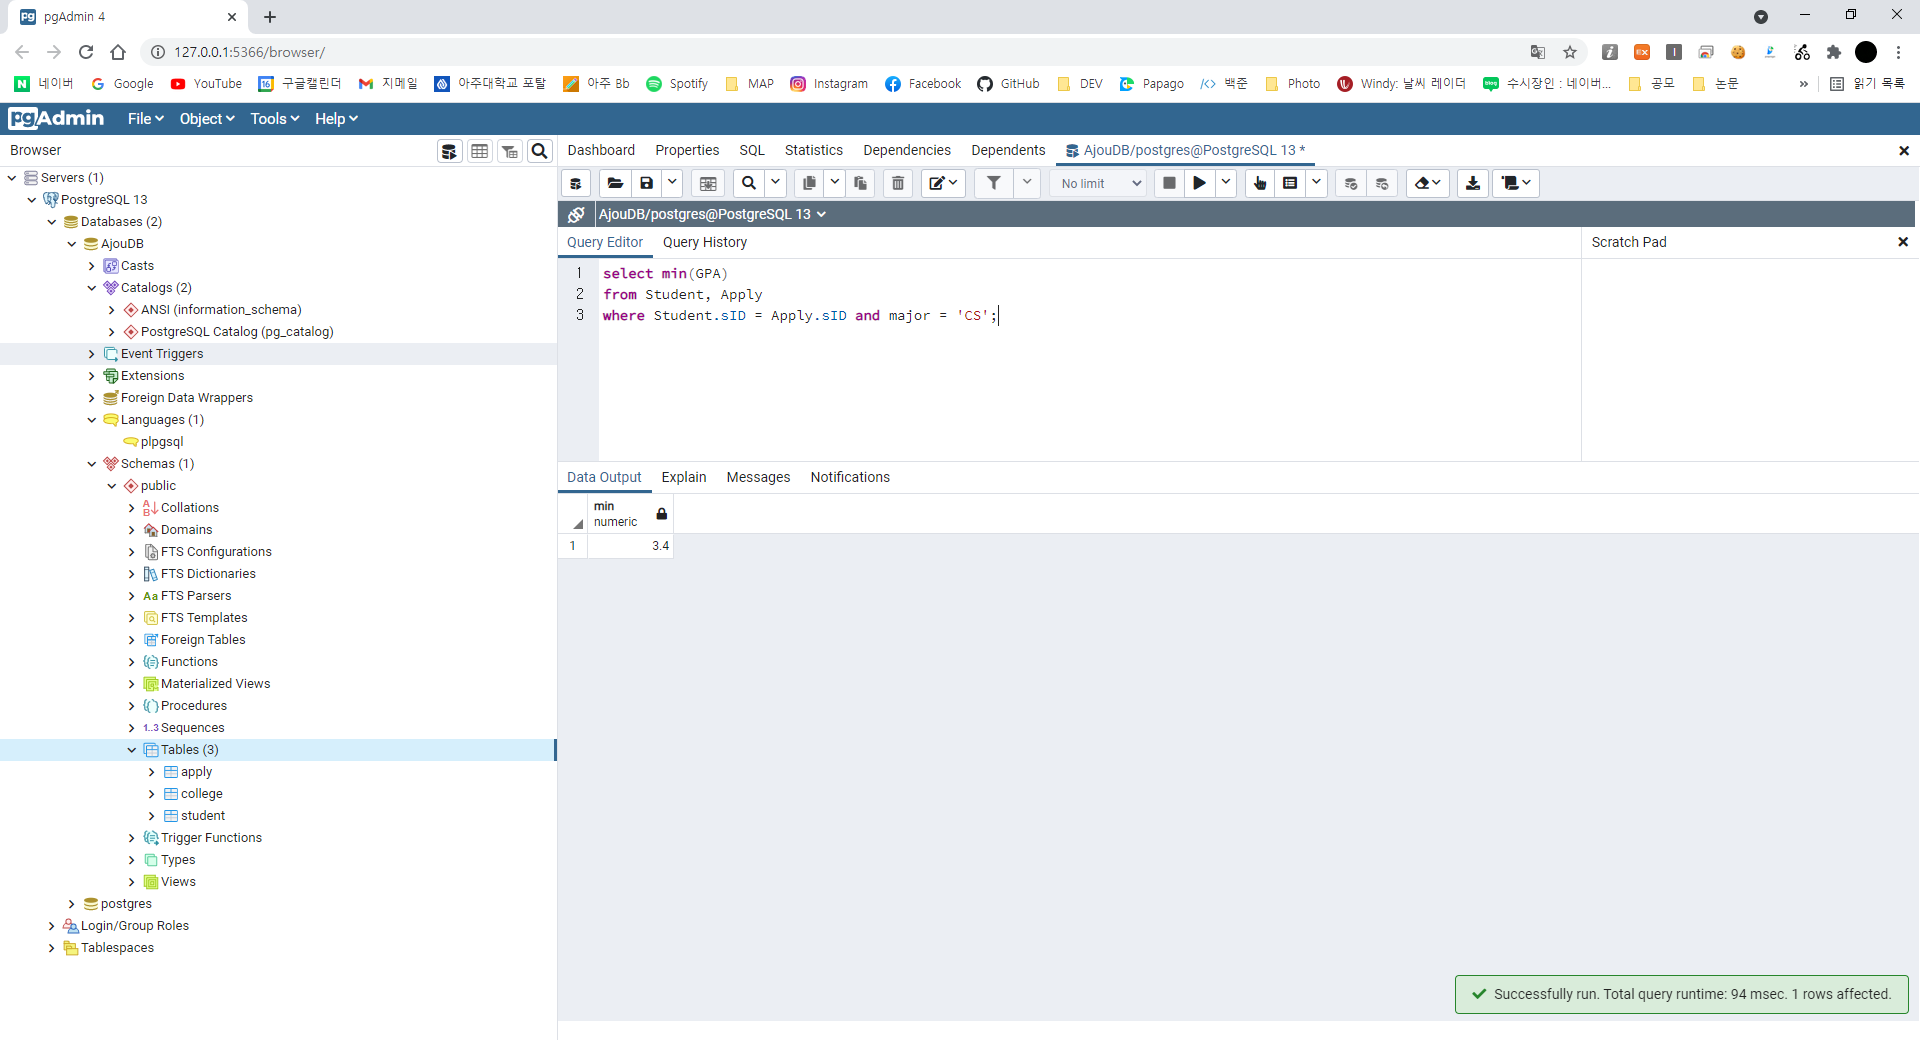 pgAdmin 4
127.0.0.1:5366/browser/
네이버 Google YouTube 구글캘린더 지메일 아주대학교 포탈 아주 Bb Spotify MAP Instagram Facebook GitHub DEV Papago 백준 Photo Windy: 날씨 레이더 수시장인 : 네이버... 공모 논문 » 읽기 목록
pgAdmin File Object Tools Help
Browser
Dashboard Properties SQL Statistics Dependencies Dependents AjouDB/postgres@PostgreSQL 13 *
No limit
AjouDB/postgres@PostgreSQL 13
Query Editor Query History
Scratch Pad
1 select min(GPA)
2 from Student, Apply
3 where Student.sID = Apply.sID and major = 'CS';
Data Output Explain Messages Notifications
min
numeric
1 3.4
Servers (1)
PostgreSQL 13
Databases (2)
AjouDB
Casts
Catalogs (2)
ANSI (information_schema)
PostgreSQL Catalog (pg_catalog)
Event Triggers
Extensions
Foreign Data Wrappers
Languages (1)
plpgsql
Schemas (1)
public
Collations
Domains
FTS Configurations
FTS Dictionaries
Aa FTS Parsers
FTS Templates
Foreign Tables
Functions
Materialized Views
Procedures
1..3 Sequences
Tables (3)
apply
college
student
Trigger Functions
Types
Views
postgres
Login/Group Roles
Tablespaces
Successfully run. Total query runtime: 94 msec. 1 rows affected.